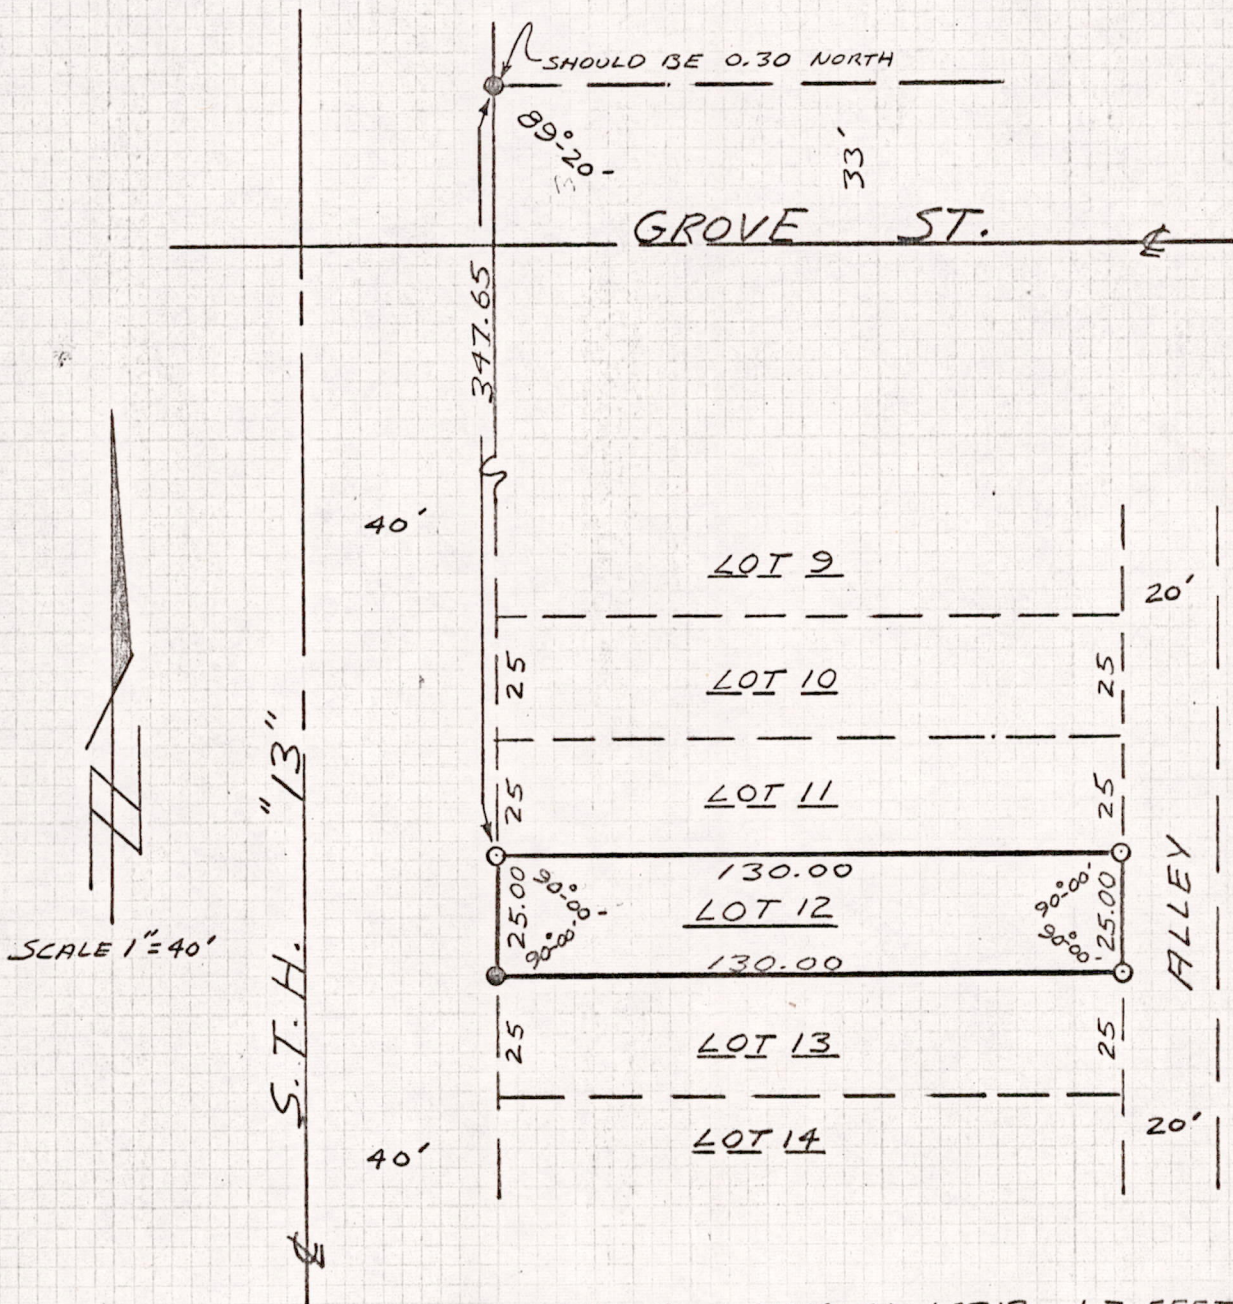 SHOULD BE 0.30 NORTH
89°-20-
33'
GROVE ST.
℄
347.65
40'
LOT 9
20'
25
LOT 10
25
"13"
25
LOT 11
25
130.00
25.00
90°-00-
LOT 12
90°-00-
25.00
90°-00-
90°-00-
130.00
ALLEY
SCALE 1"=40'
S.T.H.
25
LOT 13
25
40'
LOT 14
20'
℄